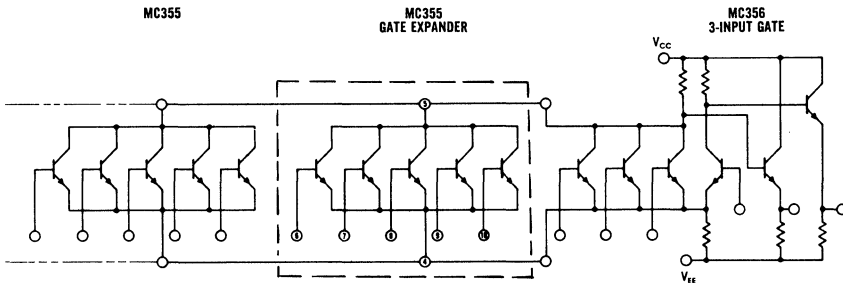 MC355
MC355
GATE EXPANDER
MC356
3-INPUT GATE
VCC
5
6
7
8
9
10
4
VEE